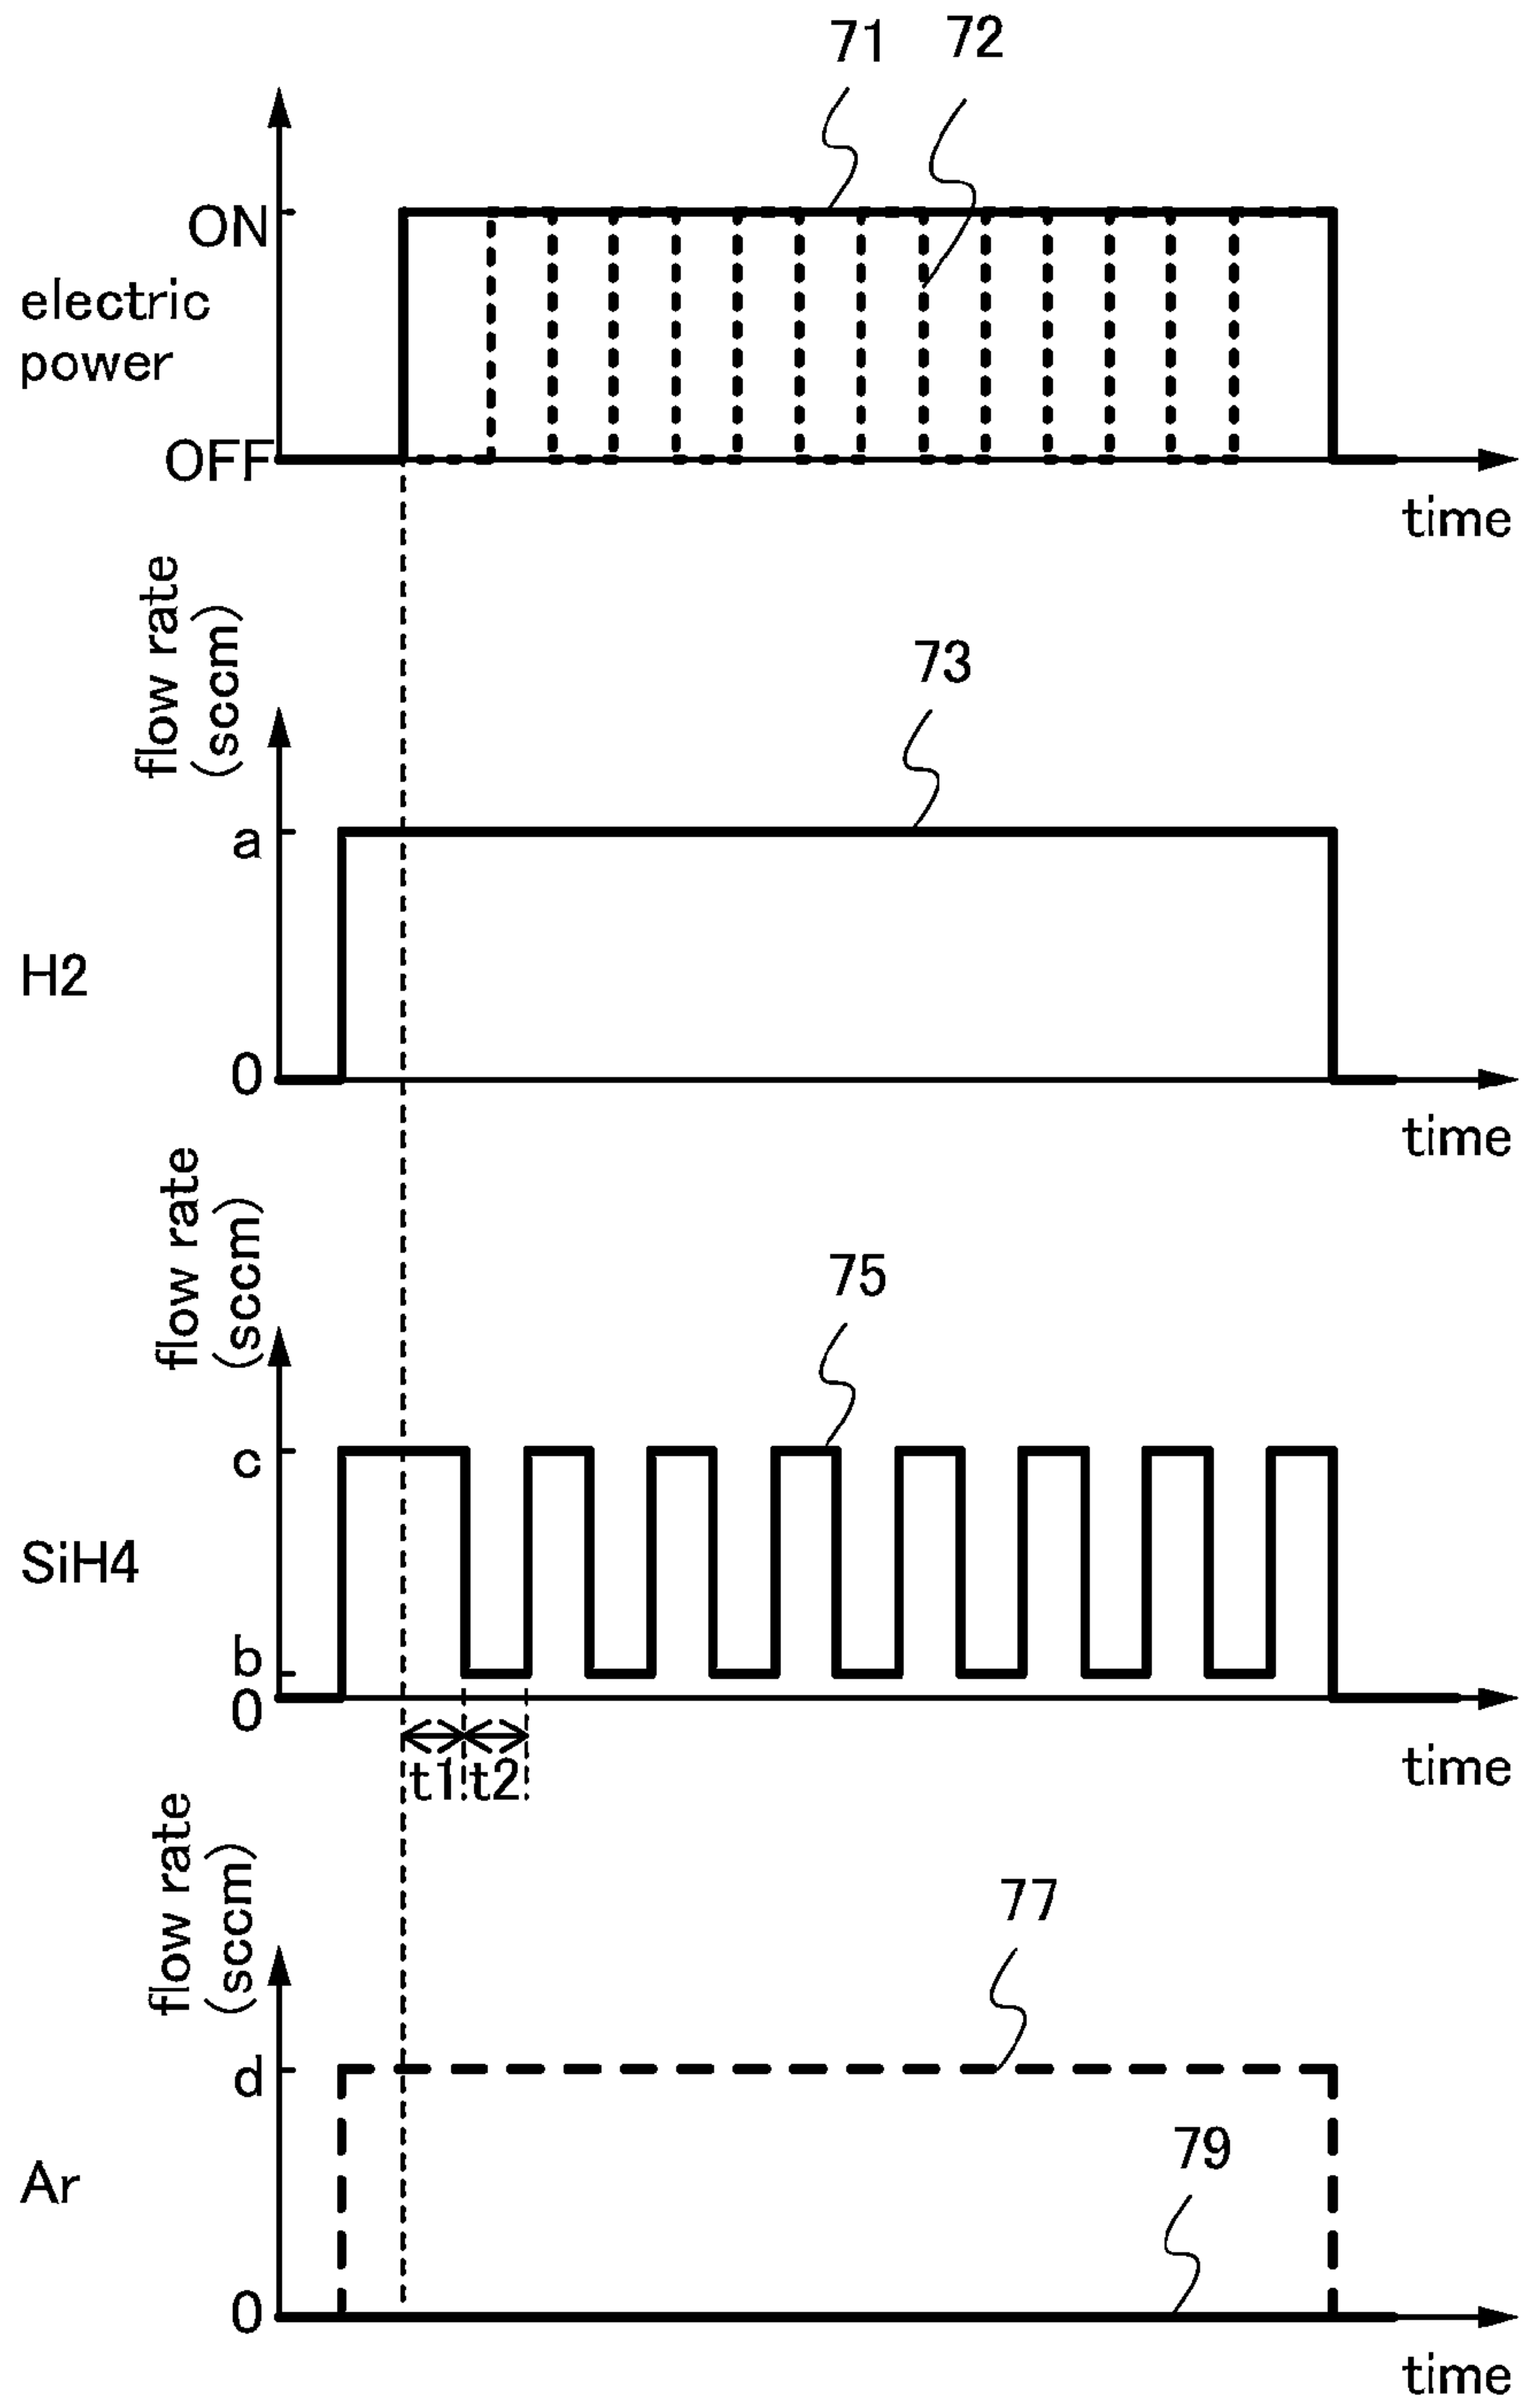 71 72
ON
electric
power
OFF
time
flow rate
(sccm)
73
a
H2
0
time
flow rate
(sccm)
75
c
SiH4
b
0
t1 t2
time
flow rate
(sccm)
77
d
79
Ar
0
time